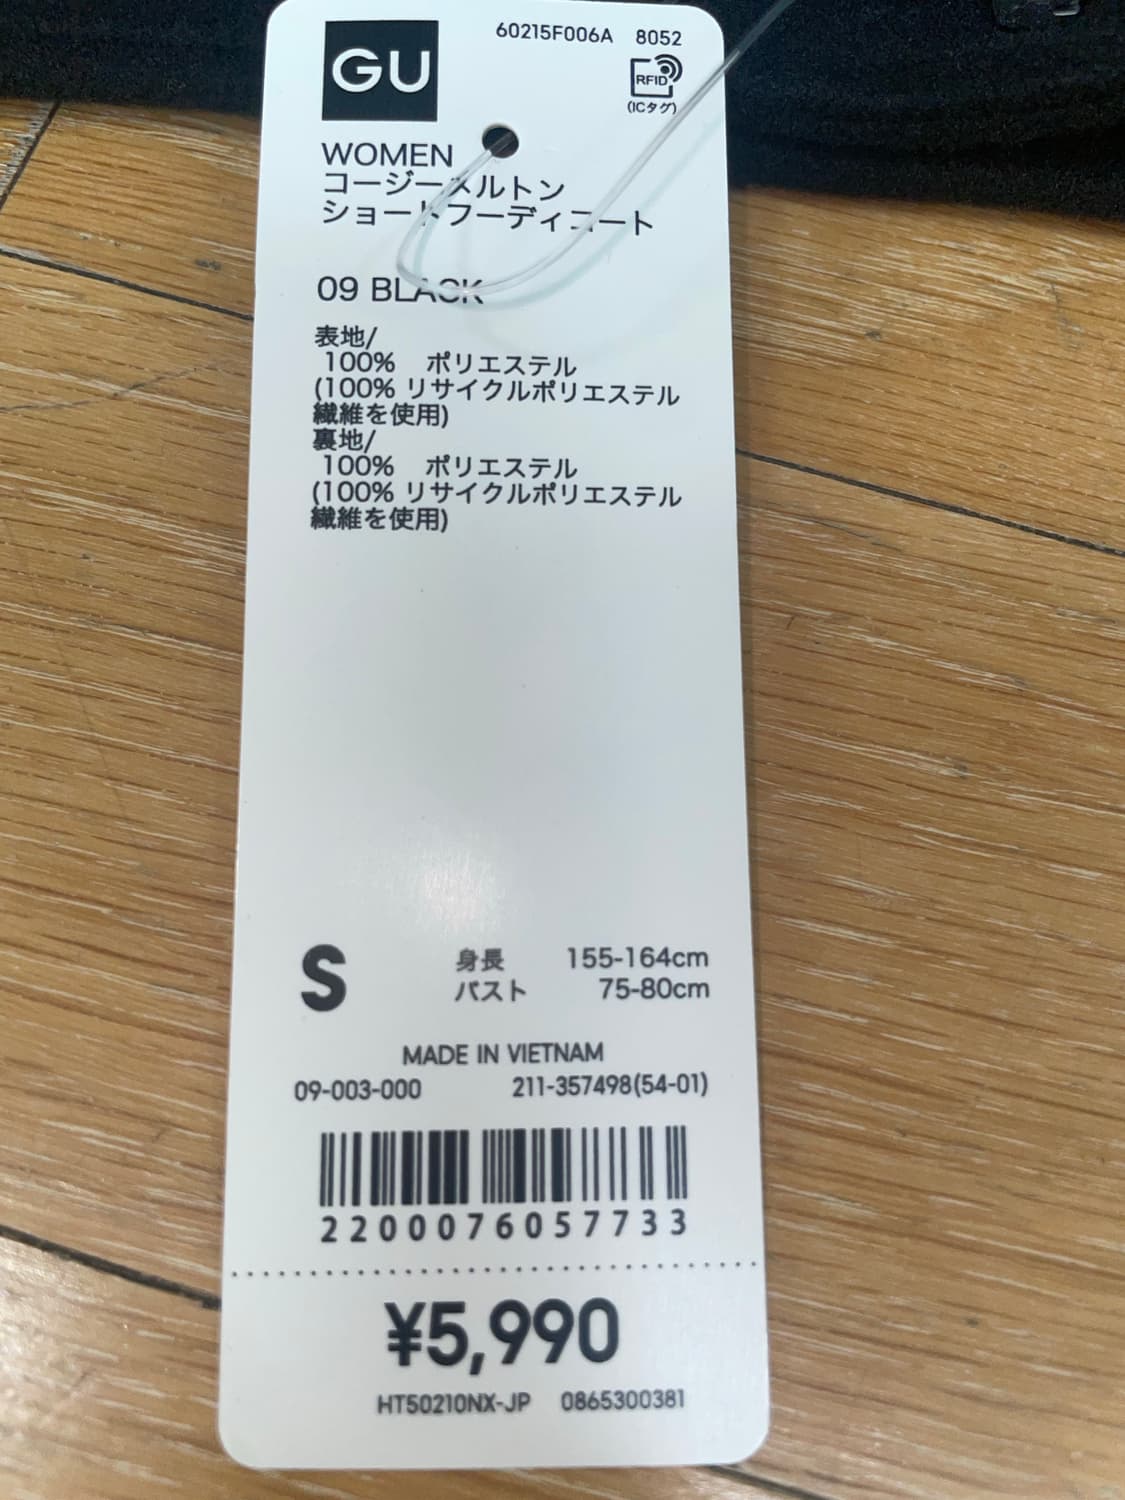 GU
60215F006A 8052
RFID
(ICタグ)
WOMEN
コージーメルトン
ショートフーディコート
09 BLACK
表地/
100% ポリエステル
(100% リサイクルポリエステル
繊維を使用)
裏地/
100% ポリエステル
(100% リサイクルポリエステル
繊維を使用)
S 身長 155-164cm
バスト 75-80cm
MADE IN VIETNAM
09-003-000 211-357498(54-01)
2200076057733
¥5,990
HT50210NX-JP 0865300381